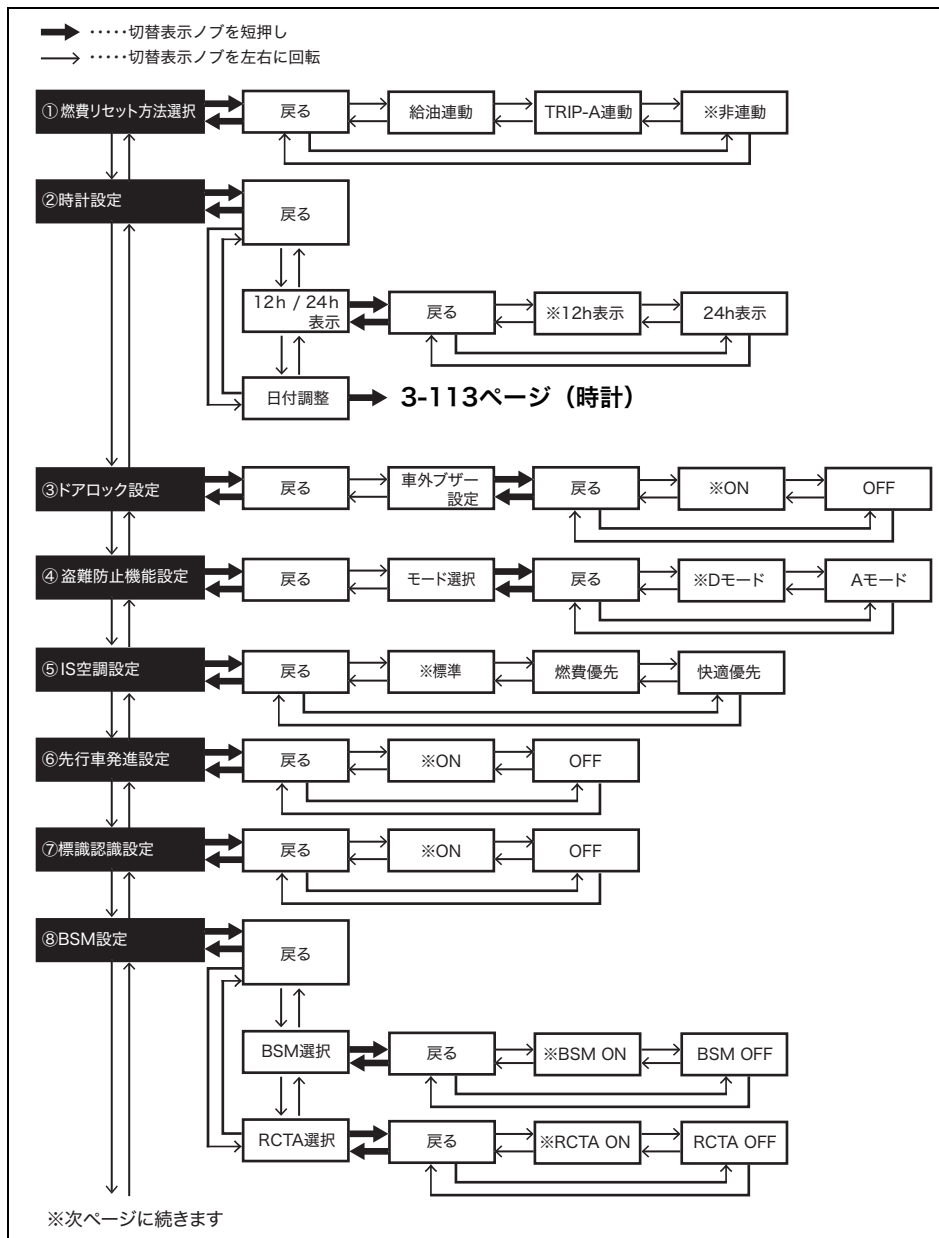 ・・・・・切替表示ノブを短押し
・・・・・切替表示ノブを左右に回転
①燃費リセット方法選択
戻る
給油連動
TRIP-A連動
※非連動
②時計設定
戻る
12h / 24h
表示
戻る
※12h表示
24h表示
日付調整
3-113ページ（時計）
③ドアロック設定
戻る
車外ブザー
設定
戻る
※ON
OFF
④盗難防止機能設定
戻る
モード選択
戻る
※Dモード
Aモード
⑤IS空調設定
戻る
※標準
燃費優先
快適優先
⑥先行車発進設定
戻る
※ON
OFF
⑦標識認識設定
戻る
※ON
OFF
⑧BSM設定
戻る
BSM選択
戻る
※BSM ON
BSM OFF
RCTA選択
戻る
※RCTA ON
RCTA OFF
※次ページに続きます